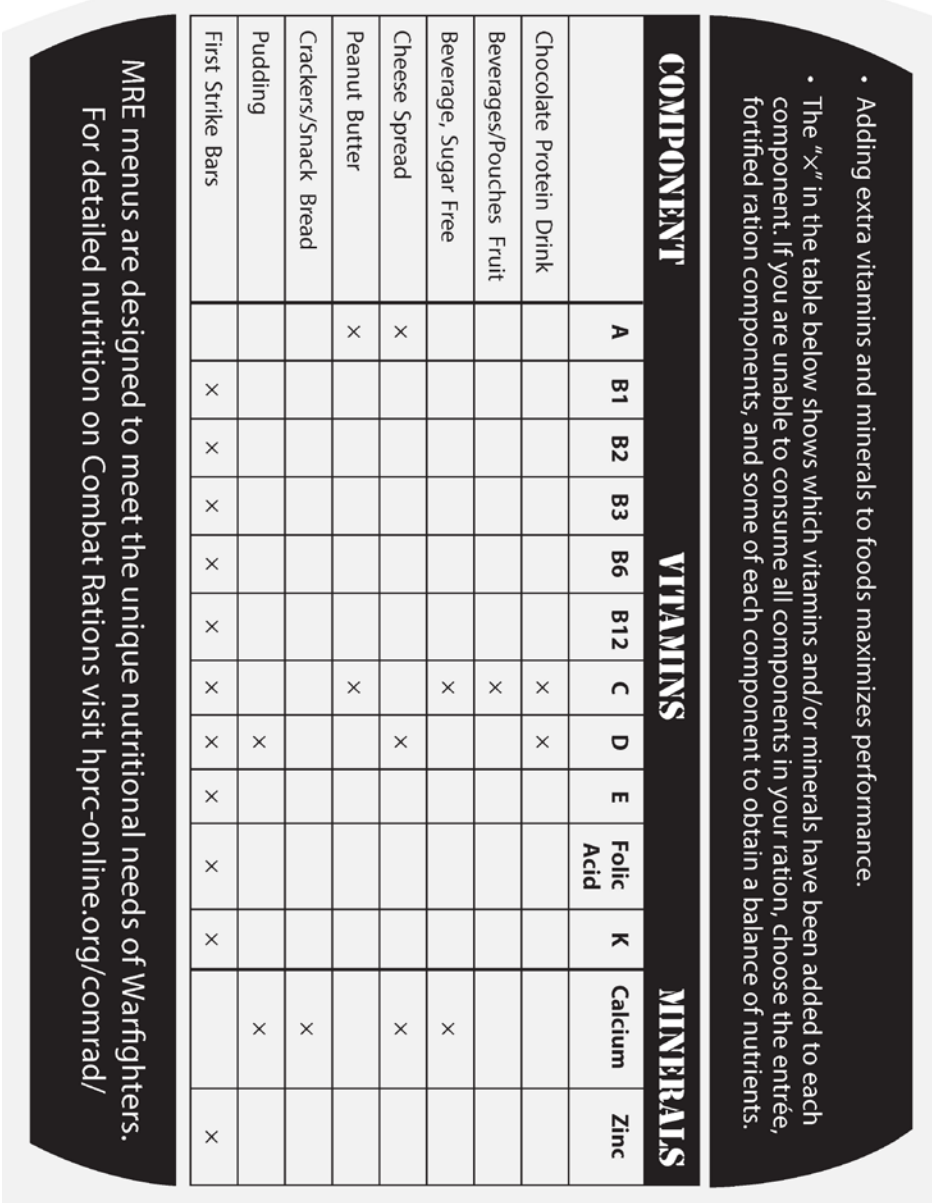 • Adding extra vitamins and minerals to foods maximizes performance.
• The “x” in the table below shows which vitamins and/or minerals have been added to each
component. If you are unable to consume all components in your ration, choose the entrée,
fortified ration components, and some of each component to obtain a balance of nutrients.
COMPONENT VITAMINS MINERALS
A B1 B2 B3 B6 B12 C D E Folic Acid K Calcium Zinc
Chocolate Protein Drink × ×
Beverages/Pouches Fruit ×
Beverage, Sugar Free × ×
Cheese Spread × × ×
Peanut Butter × ×
Crackers/Snack Bread ×
Pudding × ×
First Strike Bars × × × × × × × × × × ×
MRE menus are designed to meet the unique nutritional needs of Warfighters.
For detailed nutrition on Combat Rations visit hprc-online.org/comrad/